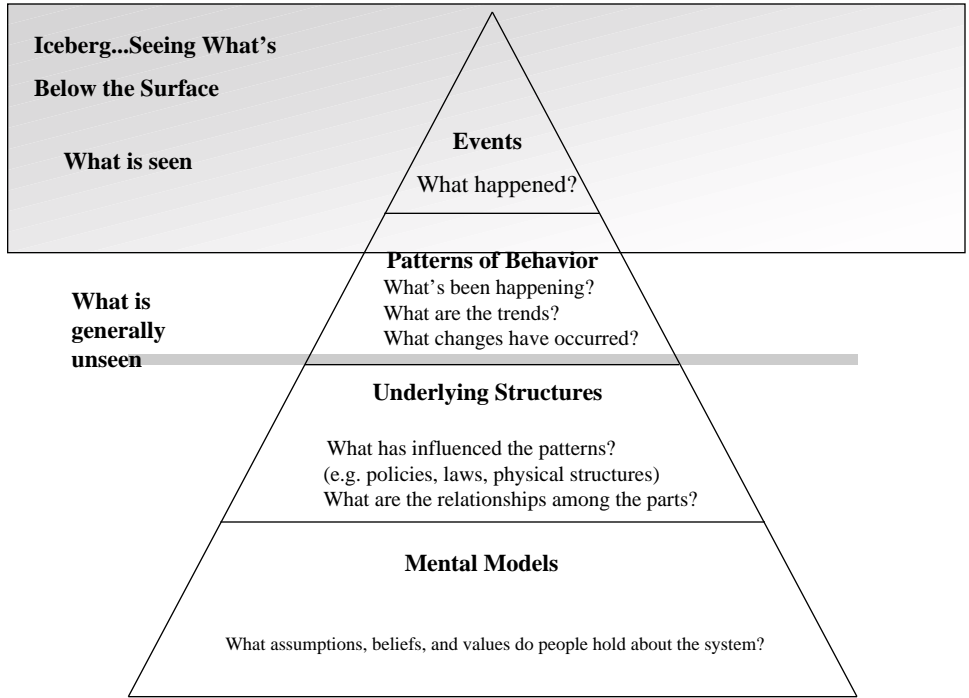 Iceberg...Seeing What's
Below the Surface
What is seen
Events
What happened?
Patterns of Behavior
What's been happening?
What are the trends?
What changes have occurred?
What is
generally
unseen
Underlying Structures
What has influenced the patterns?
(e.g. policies, laws, physical structures)
What are the relationships among the parts?
Mental Models
What assumptions, beliefs, and values do people hold about the system?